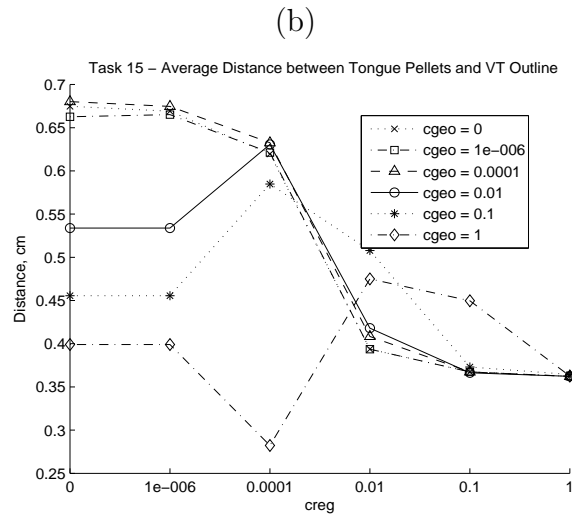 (b)
Task 15 – Average Distance between Tongue Pellets and VT Outline
0.7
0.65
0.6
0.55
0.5
0.45
0.4
0.35
0.3
0.25
Distance, cm
cgeo = 0
cgeo = 1e-006
cgeo = 0.0001
cgeo = 0.01
cgeo = 0.1
cgeo = 1
0 1e-006 0.0001 0.01 0.1 1
creg